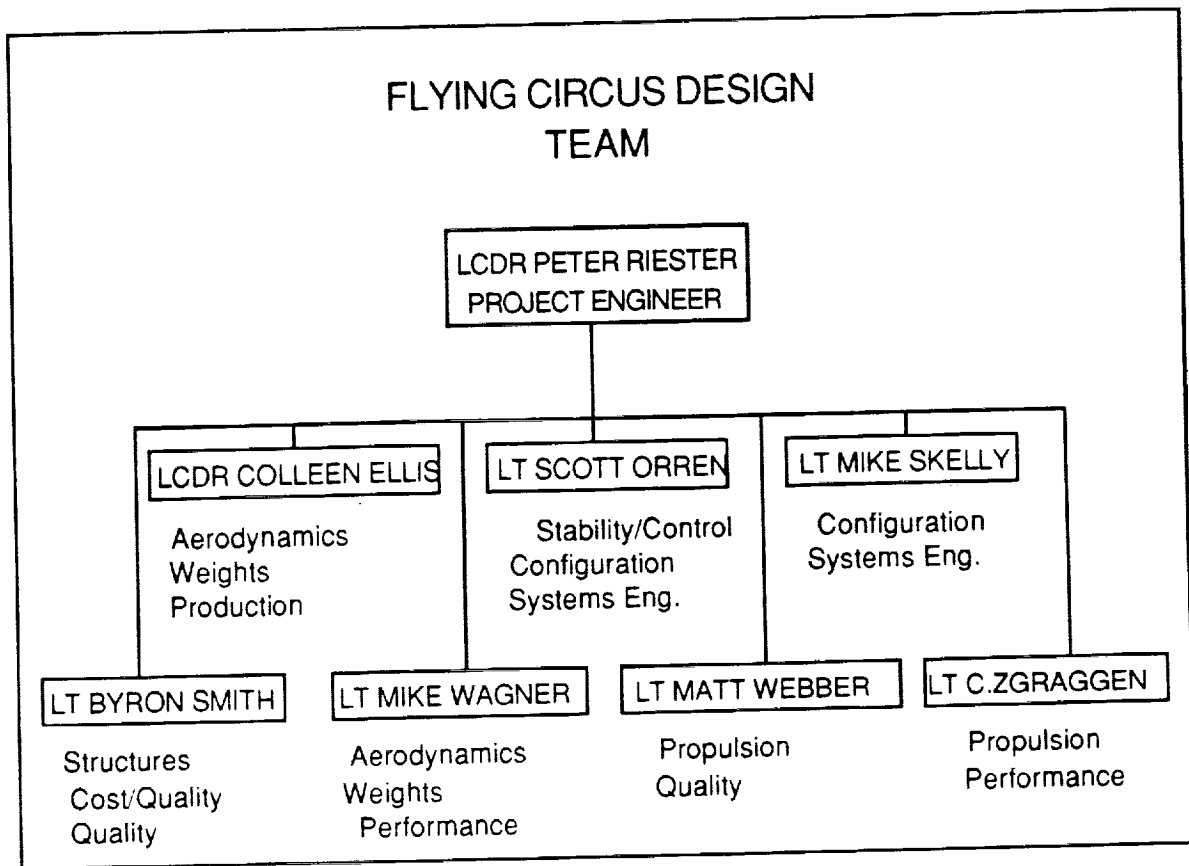 FLYING CIRCUS DESIGN
TEAM
LCDR PETER RIESTER
PROJECT ENGINEER
LCDR COLLEEN ELLIS
Aerodynamics
Weights
Production
LT SCOTT ORREN
Stability/Control
Configuration
Systems Eng.
LT MIKE SKELLY
Configuration
Systems Eng.
LT BYRON SMITH
Structures
Cost/Quality
Quality
LT MIKE WAGNER
Aerodynamics
Weights
Performance
LT MATT WEBBER
Propulsion
Quality
LT C.ZGRAGGEN
Propulsion
Performance